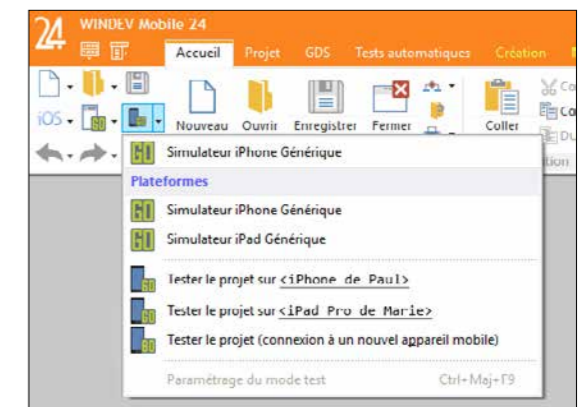 24 WINDEV Mobile 24
Accueil Projet GDS Tests automatiques Création
iOS Nouveau Ouvrir Enregistrer Fermer Coller
Simulateur iPhone Générique
Plateformes
Simulateur iPhone Générique
Simulateur iPad Générique
Tester le projet sur <iPhone de Paul>
Tester le projet sur <iPad Pro de Marie>
Tester le projet (connexion à un nouvel appareil mobile)
Paramétrage du mode test Ctrl+Maj+F9